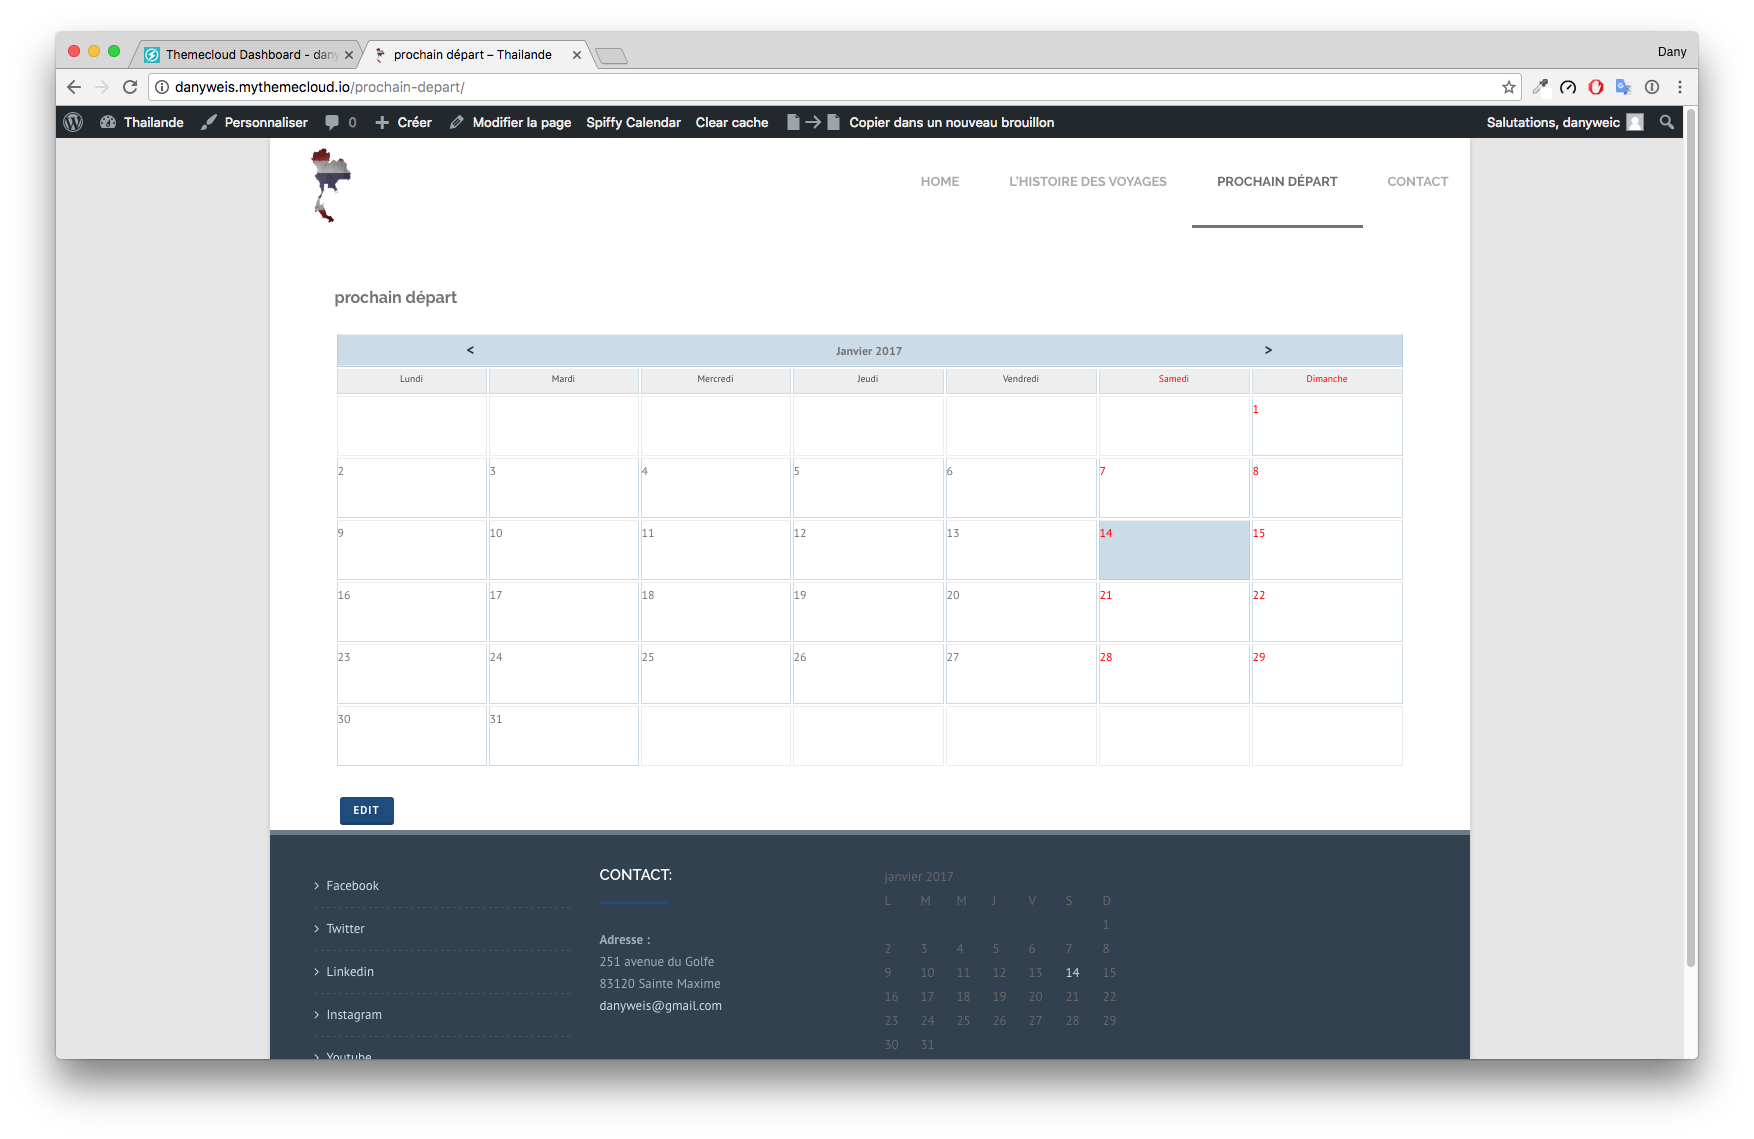 Themecloud Dashboard - dany
prochain départ – Thailande
Dany
danyweis.mythemecloud.io/prochain-depart/
Thailande Personnaliser 0 Créer Modifier la page Spiffy Calendar Clear cache Copier dans un nouveau brouillon Salutations, danyweic
HOME L'HISTOIRE DES VOYAGES PROCHAIN DÉPART CONTACT
prochain départ
< Janvier 2017 >
Lundi Mardi Mercredi Jeudi Vendredi Samedi Dimanche
1
2 3 4 5 6 7 8
9 10 11 12 13 14 15
16 17 18 19 20 21 22
23 24 25 26 27 28 29
30 31
EDIT
Facebook
Twitter
Linkedin
Instagram
Youtube
CONTACT:
Adresse :
251 avenue du Golfe
83120 Sainte Maxime
danyweis@gmail.com
janvier 2017
L M M J V S D
1
2 3 4 5 6 7 8
9 10 11 12 13 14 15
16 17 18 19 20 21 22
23 24 25 26 27 28 29
30 31